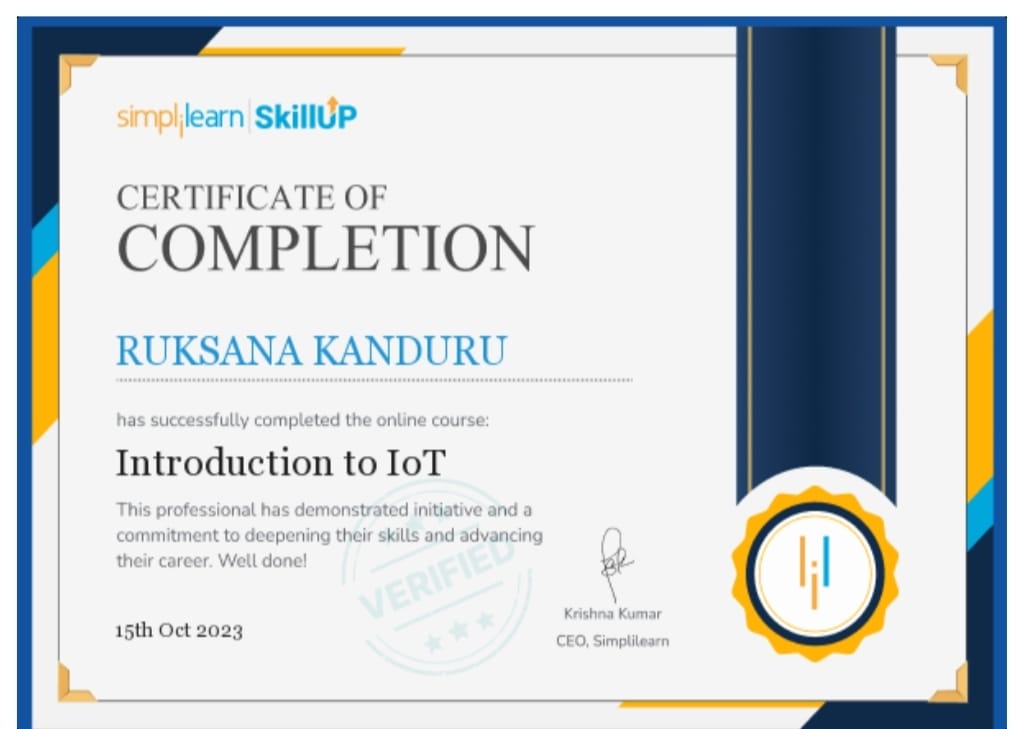 simplilearn | SkillUP
CERTIFICATE OF
COMPLETION
RUKSANA KANDURU
has successfully completed the online course:
Introduction to IoT
This professional has demonstrated initiative and a
commitment to deepening their skills and advancing
their career. Well done!
VERIFIED
15th Oct 2023
Krishna Kumar
CEO, Simplilearn